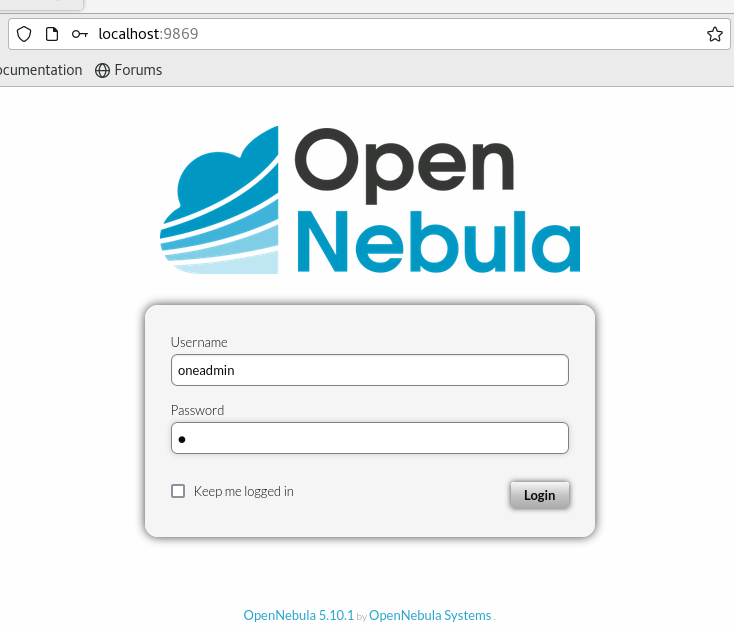 localhost:9869
ocumentation Forums
Open
Nebula
Username
oneadmin
Password
Keep me logged in
Login
OpenNebula 5.10.1 by OpenNebula Systems .